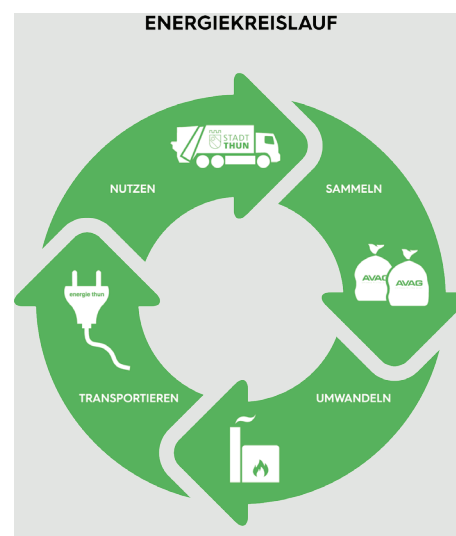 ENERGIEKREISLAUF
STADT
THUN
NUTZEN
SAMMELN
AVAG
AVAG
energie thun
TRANSPORTIEREN
UMWANDELN